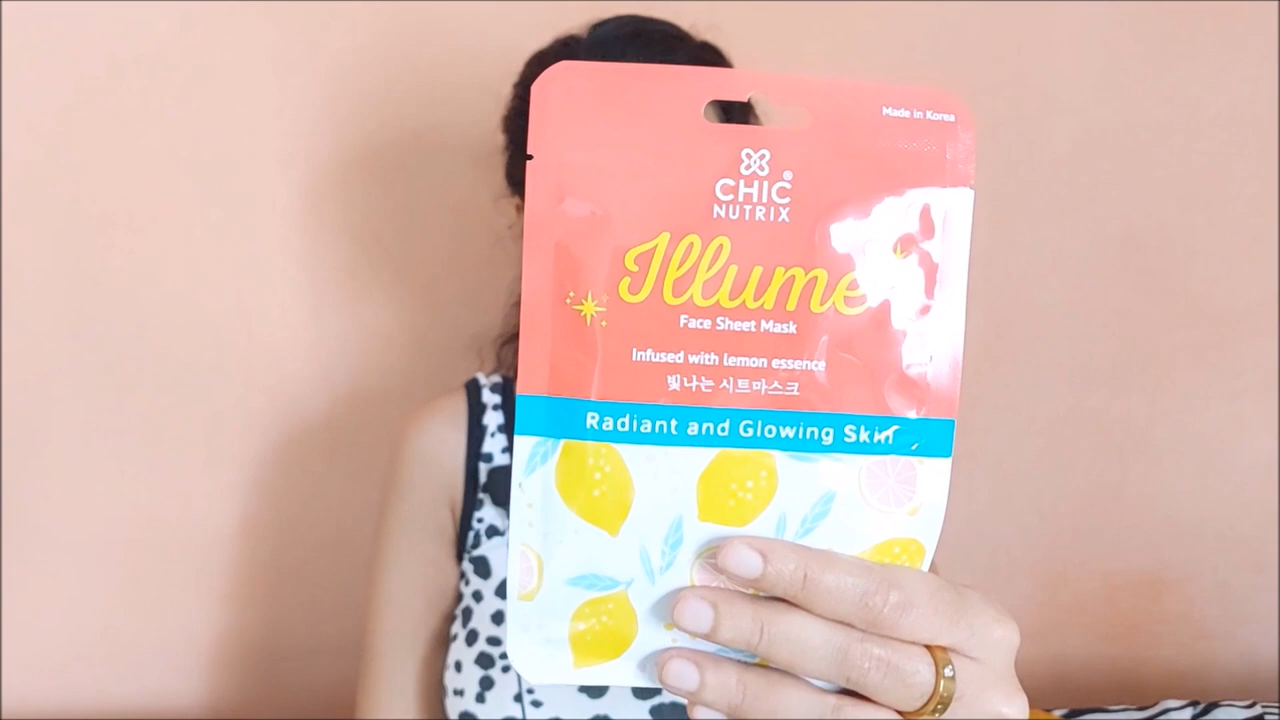 Made in Korea
CHIC®
NUTRIX
Illume
Face Sheet Mask
Infused with lemon essence
빛나는 시트마스크
Radiant and Glowing Skin